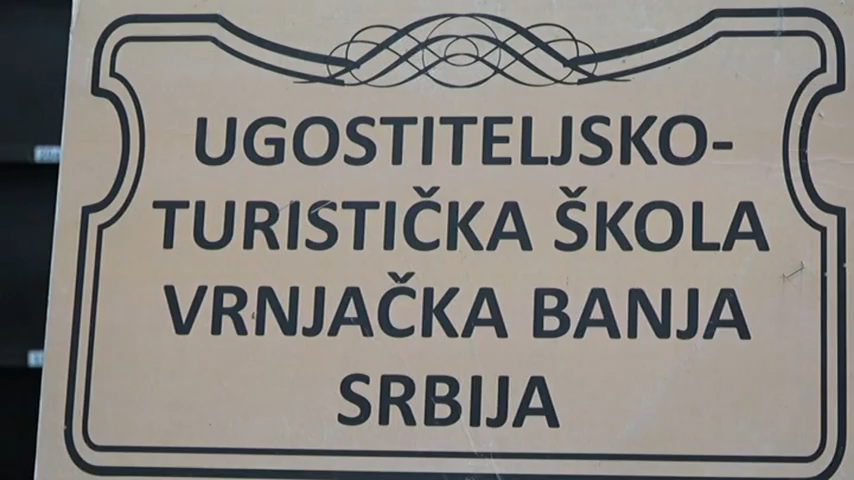 UGOSTITELJSKO-
TURISTIČKA ŠKOLA
VRNJAČKA BANJA
SRBIJA